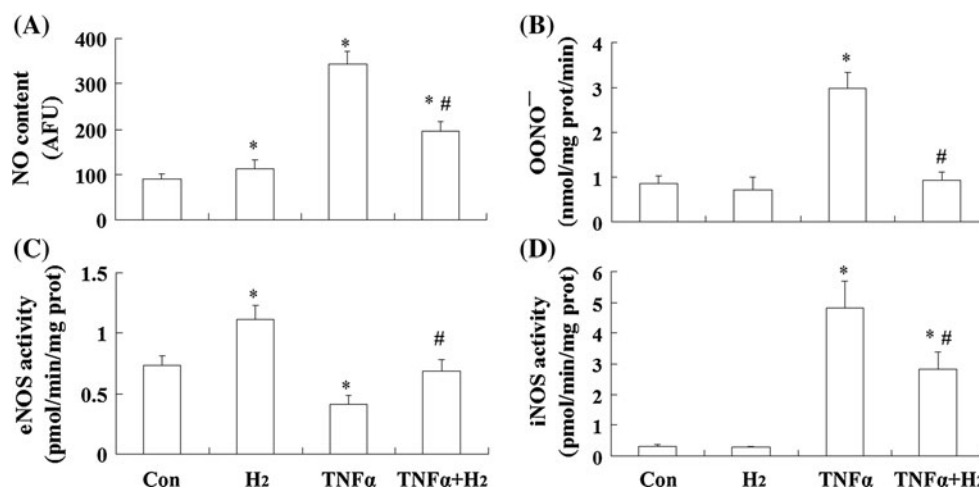 (A)
NO content
(AFU)
400
300
200
100
0
*
*
* #
(B)
OONO—
(nmol/mg prot/min)
4
3
2
1
0
*
#
(C)
eNOS activity
(pmol/min/mg prot)
1.5
1
0.5
0
*
*
#
Con H2 TNFα TNFα+H2
(D)
iNOS activity
(pmol/min/mg prot)
6
5
4
3
2
1
0
*
* #
Con H2 TNFα TNFα+H2